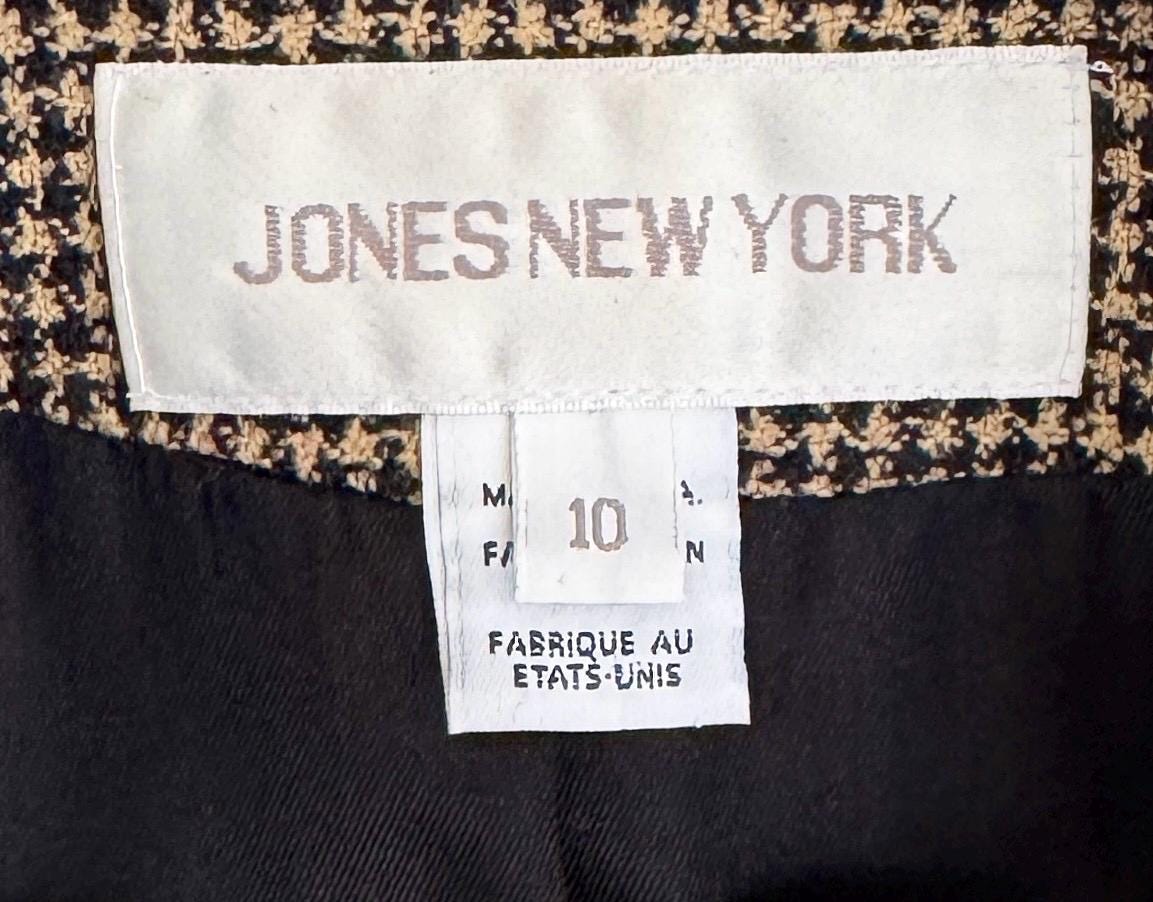 JONES NEW YORK
10
FABRIQUE AU
ETATS-UNIS